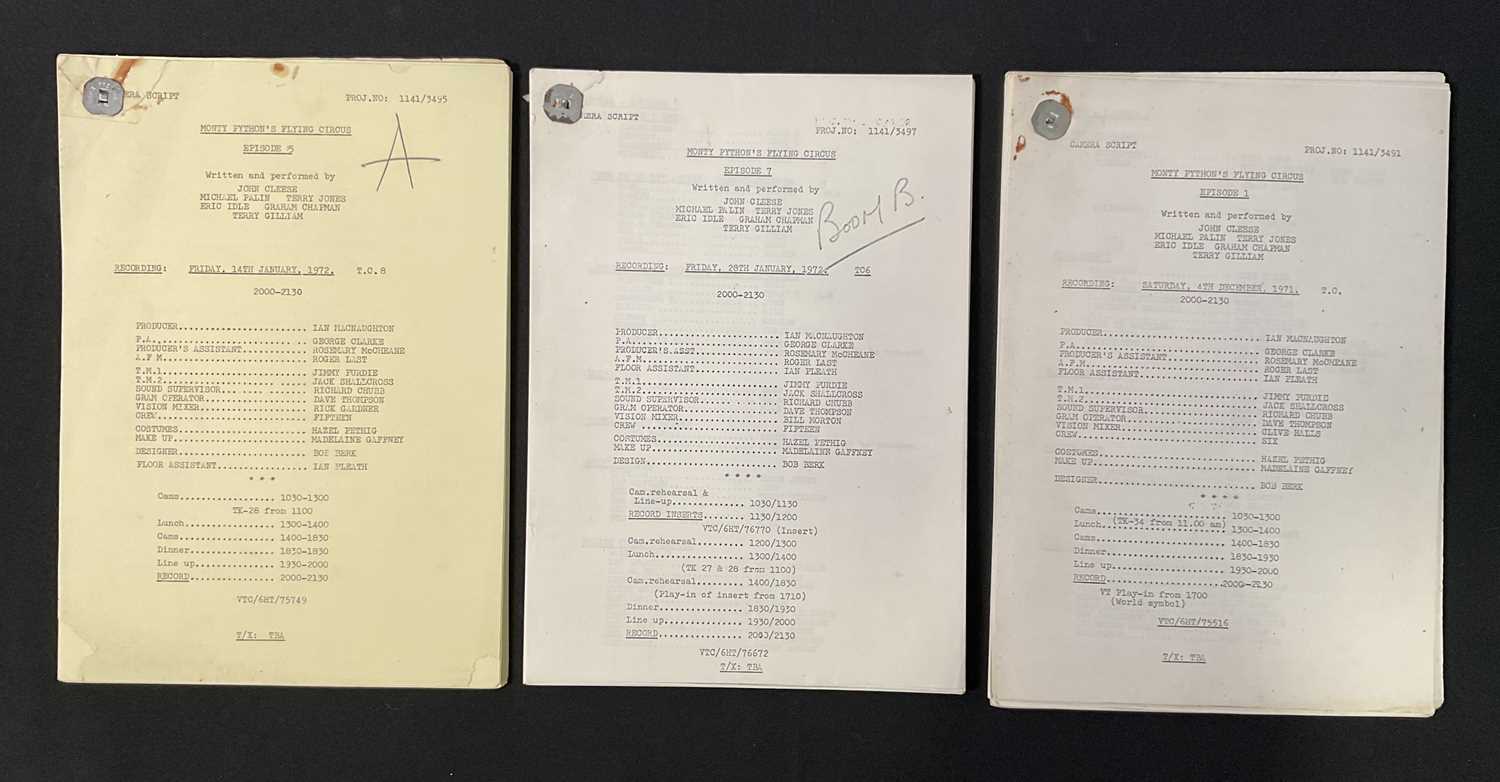 SCRIPT
PROJ.NO: 1141/3495
MONTY PYTHON'S FLYING CIRCUS
EPISODE 5
A
Written and performed by
JOHN CLEESE
MICHAEL PALIN TERRY JONES
ERIC IDLE GRAHAM CHAPMAN
TERRY GILLIAM
RECORDING: FRIDAY, 14TH JANUARY, 1972. T.C.8
2000-2130
PRODUCER....................... IAN MACNAUGHTON
P.A............................ GEORGE CLARKE
PRODUCER'S ASSISTANT........... ROSEMARY McCHEANE
A.F.M.......................... ROGER LAST
T.M.1.......................... JIMMY PURDIE
T.M.2.......................... JACK SHALLCROSS
SOUND SUPERVISOR............... RICHARD CHUBB
GRAM OPERATOR.................. DAVE THOMPSON
VISION MIXER................... RICK GARDNER
CREW........................... FIFTEEN
COSTUMES....................... HAZEL PETHIG
MAKE UP........................ MADELAINE GAFFNEY
DESIGNER....................... BOB BERK
FLOOR ASSISTANT................ IAN PLEATH
* * *
Cams.................. 1030-1300
TK-28 from 1100
Lunch................. 1300-1400
Cams.................. 1400-1830
Dinner................ 1830-1930
Line up............... 1930-2000
RECORD................ 2000-2130
VTC/6HT/75749
T/X: TBA
SCRIPT
PROJ.NO: 1141/3497
MONTY PYTHON'S FLYING CIRCUS
EPISODE 7
Written and performed by
JOHN CLEESE
MICHAEL PALIN TERRY JONES
ERIC IDLE GRAHAM CHAPMAN
TERRY GILLIAM
BOOM B.
RECORDING: FRIDAY, 28TH JANUARY, 1972. TC6
2000-2130
PRODUCER....................... IAN MACNAUGHTON
P.A............................ GEORGE CLARKE
PRODUCER'S ASST................ ROSEMARY McCHEANE
A.F.M.......................... ROGER LAST
FLOOR ASSISTANT................ IAN PLEATH
T.M.1.......................... JIMMY PURDIE
T.M.2.......................... JACK SHALLCROSS
SOUND SUPERVISOR............... RICHARD CHUBB
GRAM OPERATOR.................. DAVE THOMPSON
VISION MIXER................... BILL MORTON
CREW .......................... FIFTEEN
COSTUMES....................... HAZEL PETHIG
MAKE UP........................ MADELAINE GAFFNEY
DESIGN......................... BOB BERK
* * * *
Cam.rehearsal &
Line-up.............. 1030/1130
RECORD INSERTS....... 1130/1200
VTC/6HT/76770 (Insert)
Cam.rehearsal........ 1200/1300
Lunch................ 1300/1400
(TK 27 & 28 from 1100)
Cam.rehearsal........ 1400/1830
(Play-in of insert from 1710)
Dinner............... 1830/1930
Line up.............. 1930/2000
RECORD............... 2000/2130
VTC/6HT/76672
T/X: TBA
CAMERA SCRIPT
PROJ.NO: 1141/3491
MONTY PYTHON'S FLYING CIRCUS
EPISODE 1
Written and performed by
JOHN CLEESE
MICHAEL PALIN TERRY JONES
ERIC IDLE GRAHAM CHAPMAN
TERRY GILLIAM
RECORDING: SATURDAY, 4TH DECEMBER, 1971. T.C.
2000-2130
PRODUCER....................... IAN MACNAUGHTON
P.A............................ GEORGE CLARKE
PRODUCER'S ASSISTANT........... ROSEMARY McCHEANE
A.F.M.......................... ROGER LAST
FLOOR ASSISTANT................ IAN PLEATH
T.M.1.......................... JIMMY PURDIE
T.M.2.......................... JACK SHALLCROSS
SOUND SUPERVISOR............... RICHARD CHUBB
GRAM OPERATOR.................. DAVE THOMPSON
VISION MIXER................... CLIVE HALLS
CREW........................... SIX
COSTUMES....................... HAZEL PETHIG
MAKE UP........................ MADELAINE GAFFNEY
DESIGNER....................... BOB BERK
* * * *
Cams.................. 1030-1300
(TK-34 from 11.00 am)
Lunch................. 1300-1400
Cams.................. 1400-1830
Dinner................ 1830-1930
Line up............... 1930-2000
RECORD................ 2000-2130
VT Play-in from 1700
(World symbol)
VTC/6HT/75516
T/X: TBA